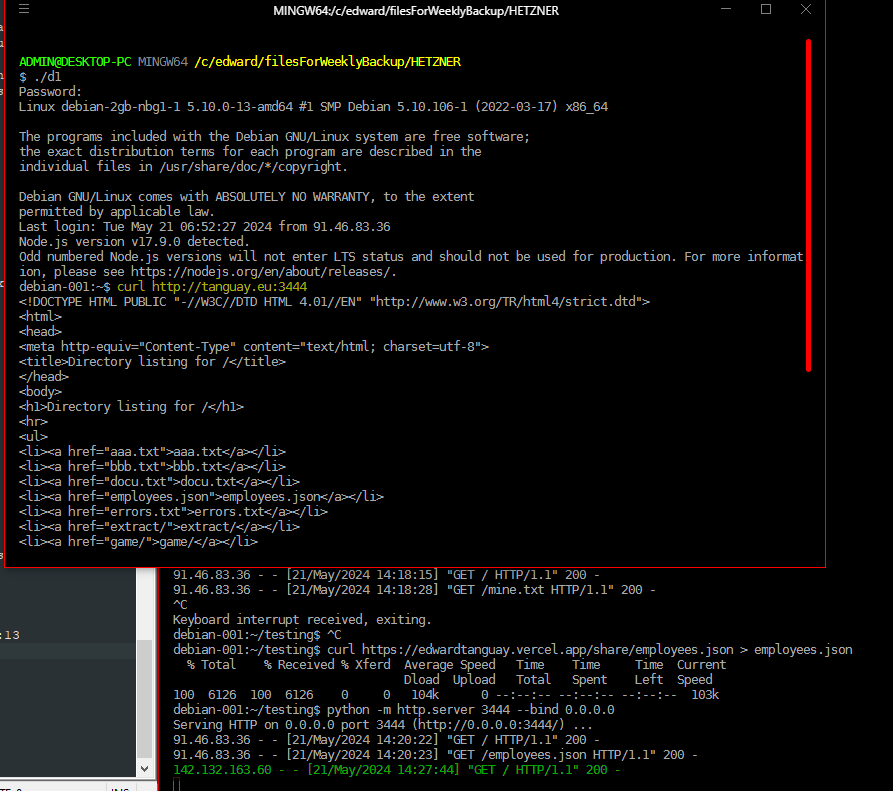 MINGW64:/c/edward/filesForWeeklyBackup/HETZNER
ADMIN@DESKTOP-PC MINGW64 /c/edward/filesForWeeklyBackup/HETZNER
$ ./d1
Password:
Linux debian-2gb-nbg1-1 5.10.0-13-amd64 #1 SMP Debian 5.10.106-1 (2022-03-17) x86_64
The programs included with the Debian GNU/Linux system are free software;
the exact distribution terms for each program are described in the
individual files in /usr/share/doc/*/copyright.
Debian GNU/Linux comes with ABSOLUTELY NO WARRANTY, to the extent
permitted by applicable law.
Last login: Tue May 21 06:52:27 2024 from 91.46.83.36
Node.js version v17.9.0 detected.
Odd numbered Node.js versions will not enter LTS status and should not be used for production. For more informat
ion, please see https://nodejs.org/en/about/releases/.
debian-001:~$ curl http://tanguay.eu:3444
<!DOCTYPE HTML PUBLIC "-//W3C//DTD HTML 4.01//EN" "http://www.w3.org/TR/html4/strict.dtd">
<html>
<head>
<meta http-equiv="Content-Type" content="text/html; charset=utf-8">
<title>Directory listing for /</title>
</head>
<body>
<h1>Directory listing for /</h1>
<hr>
<ul>
<li><a href="aaa.txt">aaa.txt</a></li>
<li><a href="bbb.txt">bbb.txt</a></li>
<li><a href="docu.txt">docu.txt</a></li>
<li><a href="employees.json">employees.json</a></li>
<li><a href="errors.txt">errors.txt</a></li>
<li><a href="extract/">extract/</a></li>
<li><a href="game/">game/</a></li>
91.46.83.36 - - [21/May/2024 14:18:15] "GET / HTTP/1.1" 200 -
91.46.83.36 - - [21/May/2024 14:18:28] "GET /mine.txt HTTP/1.1" 200 -
^C
Keyboard interrupt received, exiting.
debian-001:~/testing$ ^C
debian-001:~/testing$ curl https://edwardtanguay.vercel.app/share/employees.json > employees.json
% Total % Received % Xferd Average Speed Time Time Time Current
Dload Upload Total Spent Left Speed
100 6126 100 6126 0 0 104k 0 --:--:-- --:--:-- --:--:-- 103k
debian-001:~/testing$ python -m http.server 3444 --bind 0.0.0.0
Serving HTTP on 0.0.0.0 port 3444 (http://0.0.0.0:3444/) ...
91.46.83.36 - - [21/May/2024 14:20:22] "GET / HTTP/1.1" 200 -
91.46.83.36 - - [21/May/2024 14:20:23] "GET /employees.json HTTP/1.1" 200 -
142.132.163.60 - - [21/May/2024 14:27:44] "GET / HTTP/1.1" 200 -
:13